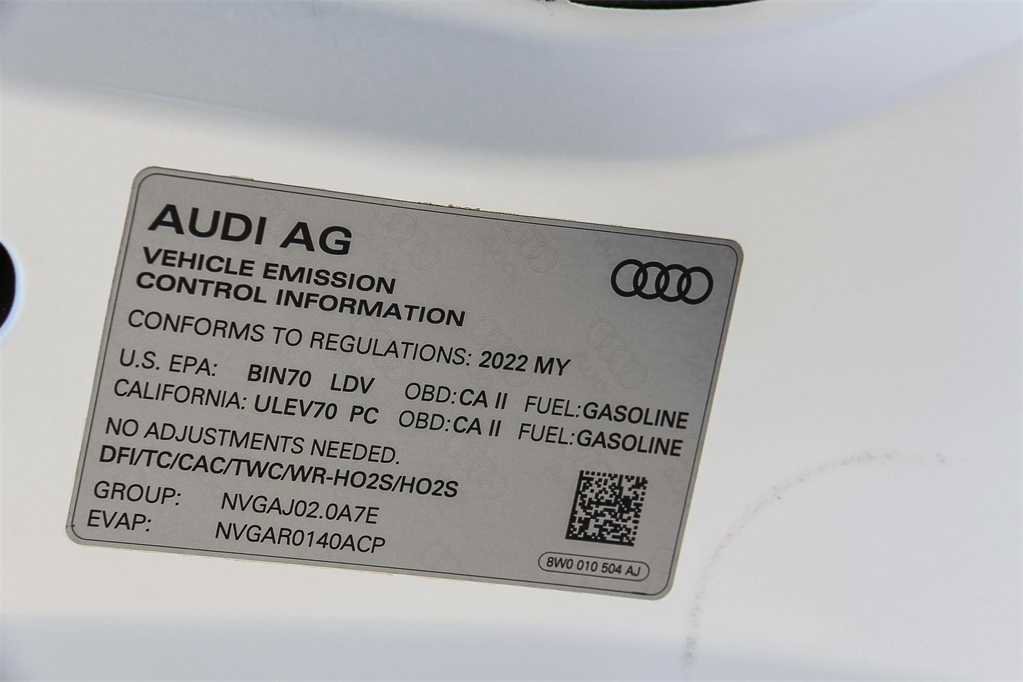 AUDI AG
VEHICLE EMISSION
CONTROL INFORMATION
CONFORMS TO REGULATIONS: 2022 MY
U.S. EPA: BIN70 LDV OBD:CA II FUEL:GASOLINE
CALIFORNIA: ULEV70 PC OBD:CA II FUEL:GASOLINE
NO ADJUSTMENTS NEEDED.
DFI/TC/CAC/TWC/WR-HO2S/HO2S
GROUP: NVGAJ02.0A7E
EVAP: NVGAR0140ACP
8W0 010 504 AJ